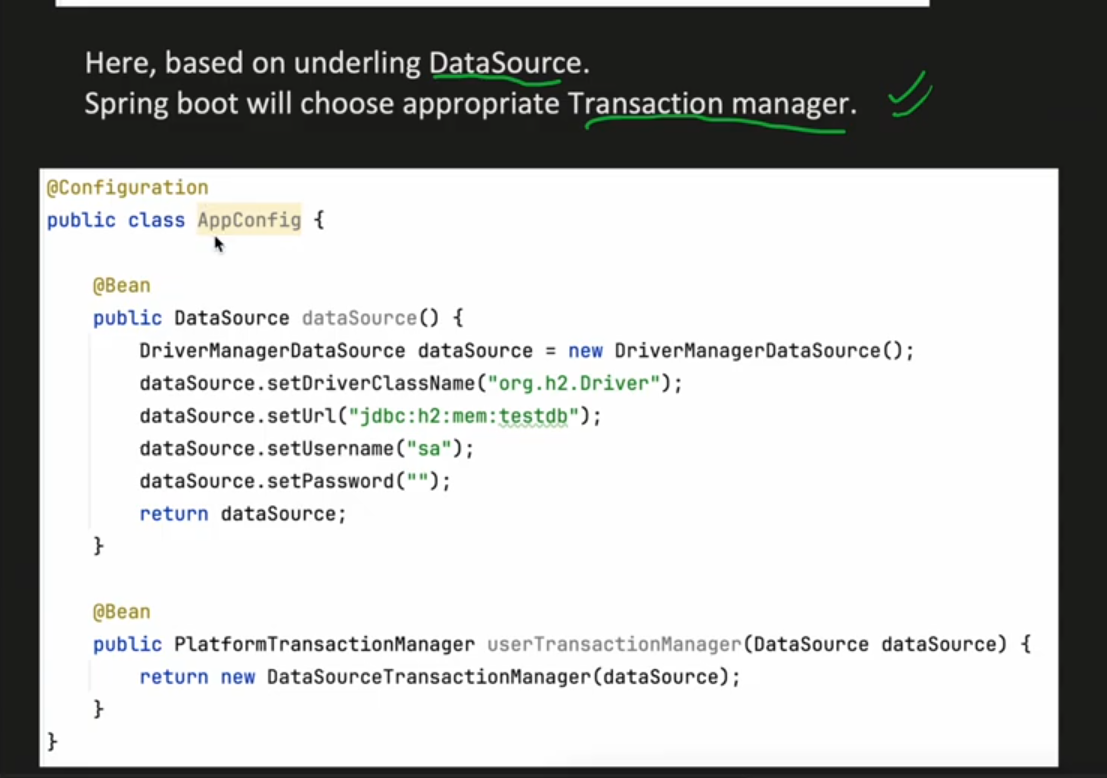 Here, based on underling DataSource.
Spring boot will choose appropriate Transaction manager.
@Configuration
public class AppConfig {
@Bean
public DataSource dataSource() {
DriverManagerDataSource dataSource = new DriverManagerDataSource();
dataSource.setDriverClassName("org.h2.Driver");
dataSource.setUrl("jdbc:h2:mem:testdb");
dataSource.setUsername("sa");
dataSource.setPassword("");
return dataSource;
}
@Bean
public PlatformTransactionManager userTransactionManager(DataSource dataSource) {
return new DataSourceTransactionManager(dataSource);
}
}